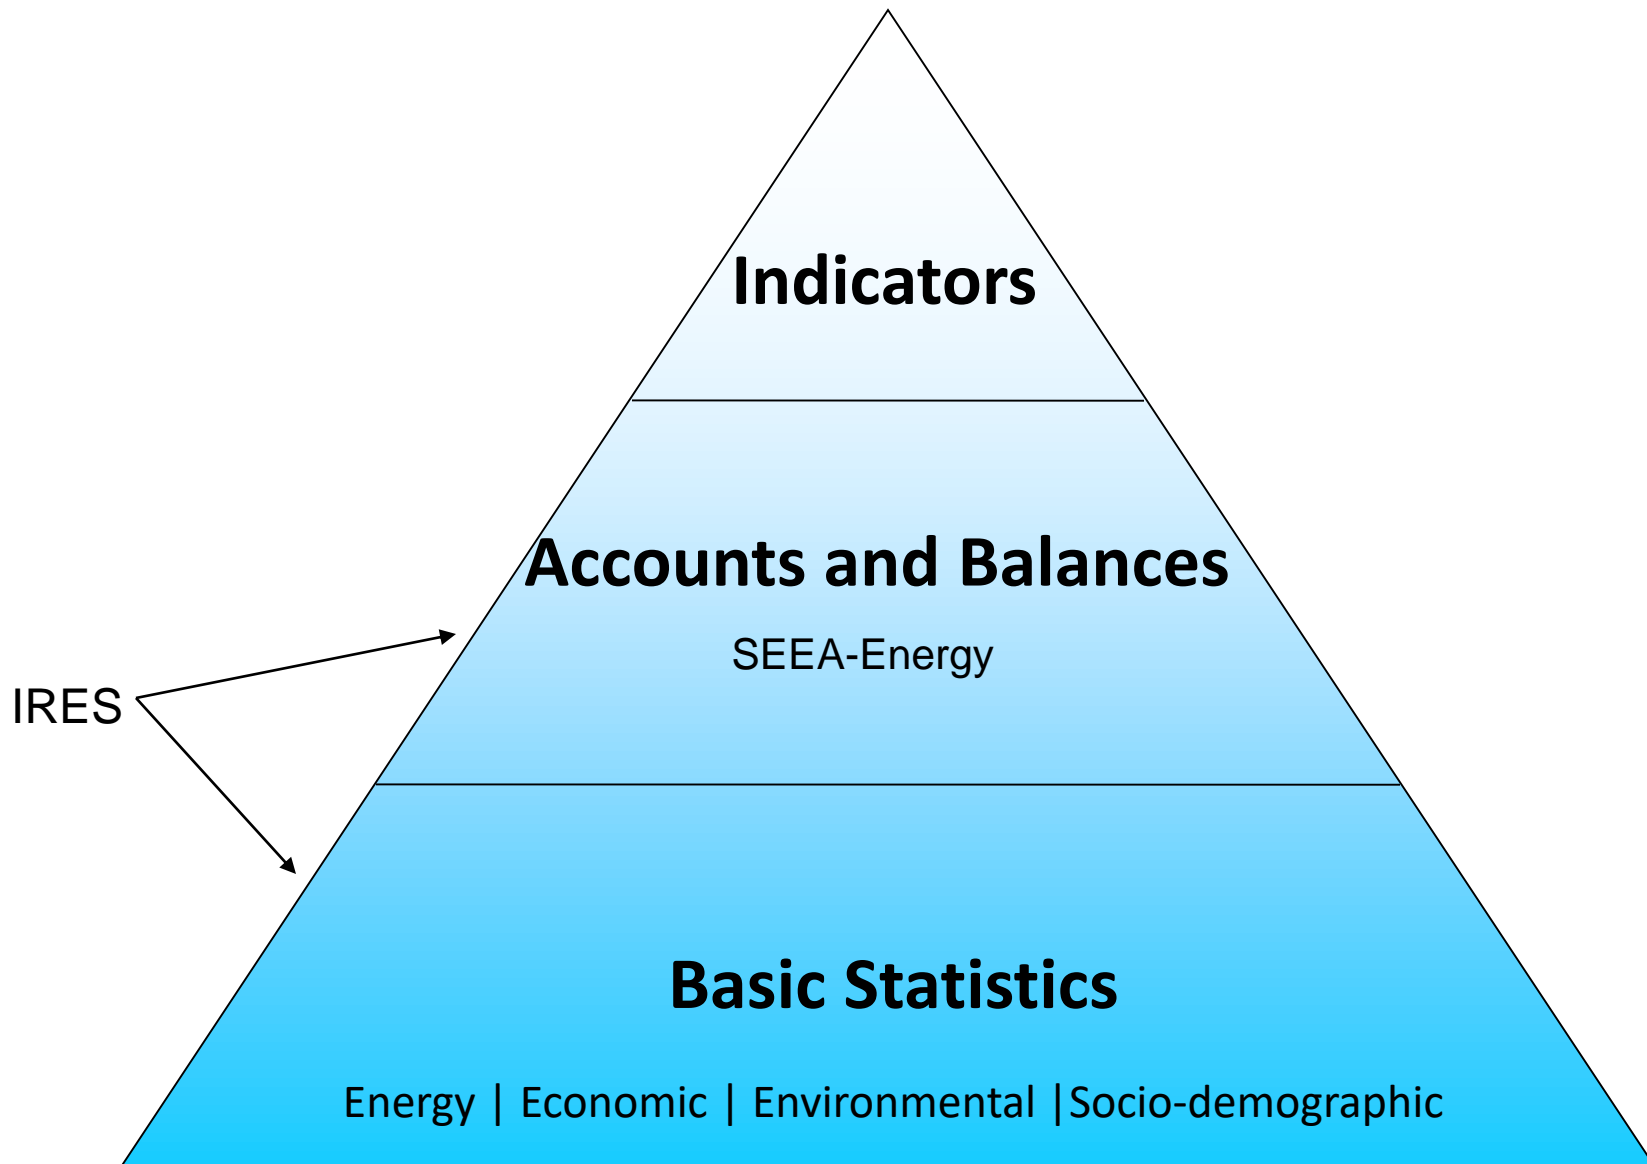 Indicators
Accounts and Balances
SEEA-Energy
IRES
Basic Statistics
Energy | Economic | Environmental |Socio-demographic